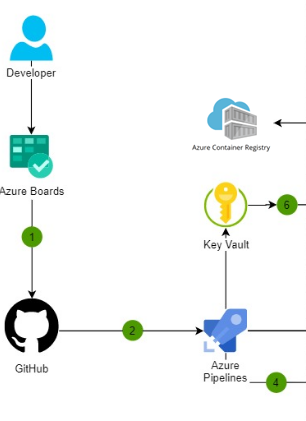 Developer
Azure Container Registry
Azure Boards
6
Key Vault
1
2
GitHub
Azure
Pipelines
4